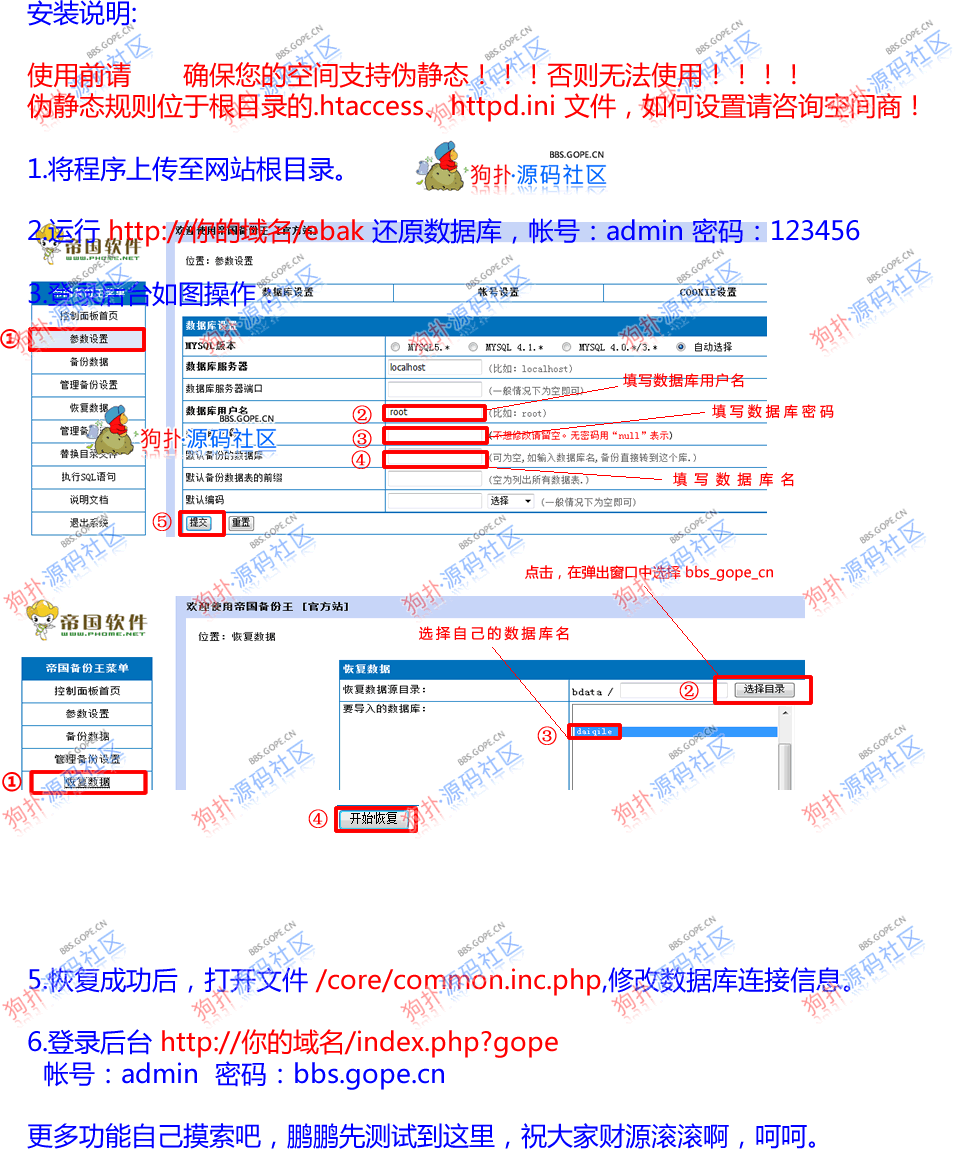 安装说明:
使用前请 确保您的空间支持伪静态！！！否则无法使用！！！！
伪静态规则位于根目录的.htaccess、httpd.ini 文件，如何设置请咨询空间商！
1.将程序上传至网站根目录。
BBS.GOPE.CN
狗扑·源码社区
2.运行 http://你的域名/ebak 还原数据库，帐号：admin 密码：123456
欢迎使用帝国备份王 [官方站]
帝国软件
WWW.PHOME.NET
位置：参数设置
3.登录后台如图操作
数据库设置 帐号设置 COOKIE设置
控制面板首页
① 参数设置
备份数据
管理备份设置
恢复数据
执行SQL语句
说明文档
退出系统
数据库设置
MYSQL版本 MYSQL5.* MYSQL 4.1.* MYSQL 4.0.*/3.* 自动选择
数据库服务器 localhost (比如：localhost)
数据库服务器端口 (一般情况下为空即可)
填写数据库用户名
数据库用户名 ② root (比如：root)
填写数据库密码
BBS.GOPE.CN
狗扑·源码社区
③ (不想修改请留空。无密码用“null”表示)
默认备份的数据库 ④ (可为空,如输入数据库名,备份直接转到这个库.)
默认备份数据表的前缀 (空为列出所有数据表.)
填写数据库名
默认编码 选择 (一般情况下为空即可)
⑤ 提交 重置
点击，在弹出窗口中选择 bbs_gope_cn
帝国软件
WWW.PHOME.NET
欢迎使用帝国备份王 [官方站]
位置：恢复数据
选择自己的数据库名
帝国备份王菜单
控制面板首页
参数设置
备份数据
管理备份设置
① 恢复数据
恢复数据
恢复数据源目录： bdata / ② 选择目录
要导入的数据库：
③ daigile
④ 开始恢复
5.恢复成功后，打开文件 /core/common.inc.php,修改数据库连接信息。
6.登录后台 http://你的域名/index.php?gope
帐号：admin 密码：bbs.gope.cn
更多功能自己摸索吧，鹏鹏先测试到这里，祝大家财源滚滚啊，呵呵。